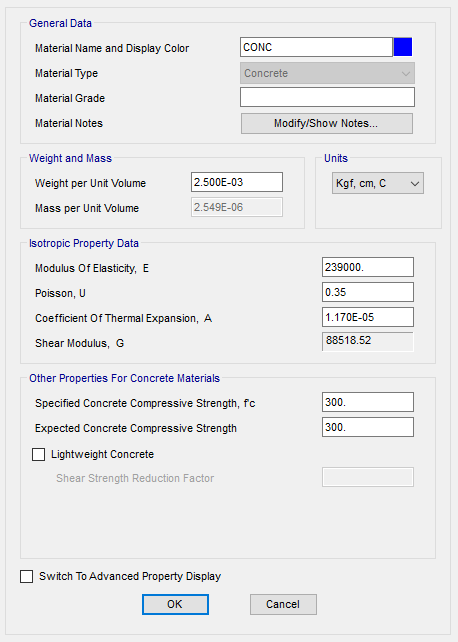 General Data
Material Name and Display Color CONC
Material Type Concrete
Material Grade
Material Notes Modify/Show Notes...
Weight and Mass Units
Weight per Unit Volume 2.500E-03 Kgf, cm, C
Mass per Unit Volume 2.549E-06
Isotropic Property Data
Modulus Of Elasticity, E 239000.
Poisson, U 0.35
Coefficient Of Thermal Expansion, A 1.170E-05
Shear Modulus, G 88518.52
Other Properties For Concrete Materials
Specified Concrete Compressive Strength, f'c 300.
Expected Concrete Compressive Strength 300.
Lightweight Concrete
Shear Strength Reduction Factor
Switch To Advanced Property Display
OK Cancel